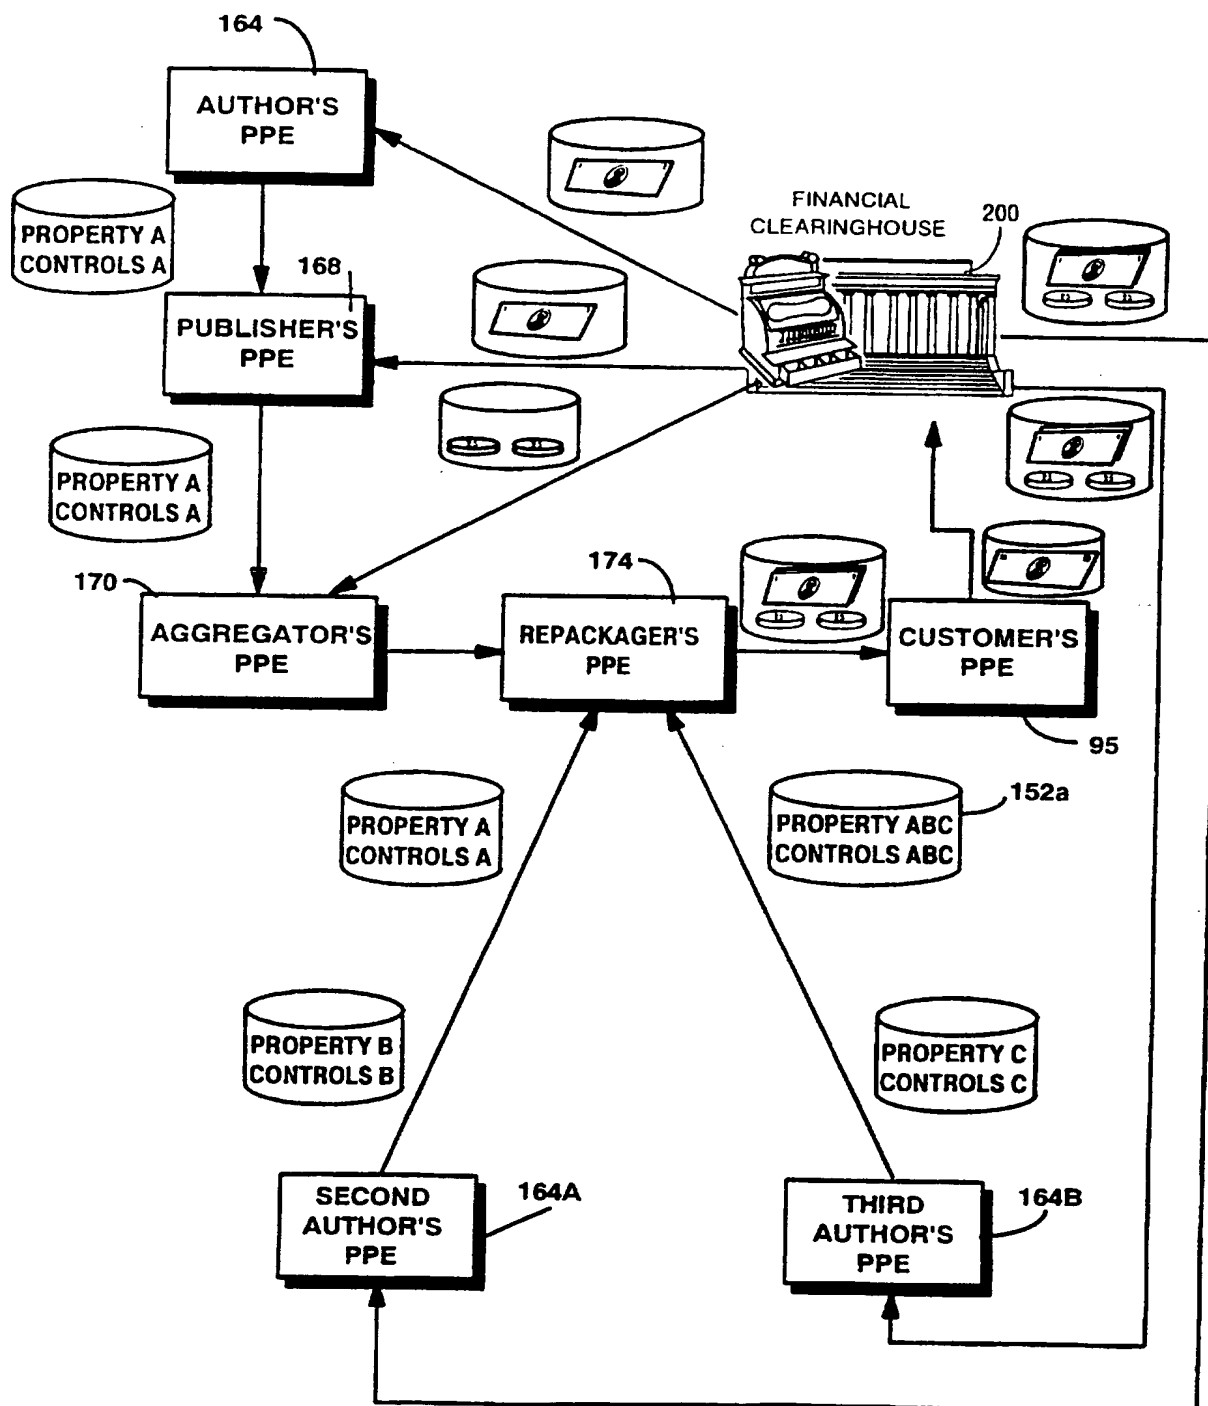 164
AUTHOR'S
PPE
PROPERTY A
CONTROLS A
FINANCIAL
CLEARINGHOUSE
200
168
PUBLISHER'S
PPE
PROPERTY A
CONTROLS A
170
AGGREGATOR'S
PPE
174
REPACKAGER'S
PPE
CUSTOMER'S
PPE
95
PROPERTY A
CONTROLS A
PROPERTY ABC
CONTROLS ABC
152a
PROPERTY B
CONTROLS B
PROPERTY C
CONTROLS C
SECOND
AUTHOR'S
PPE
164A
THIRD
AUTHOR'S
PPE
164B